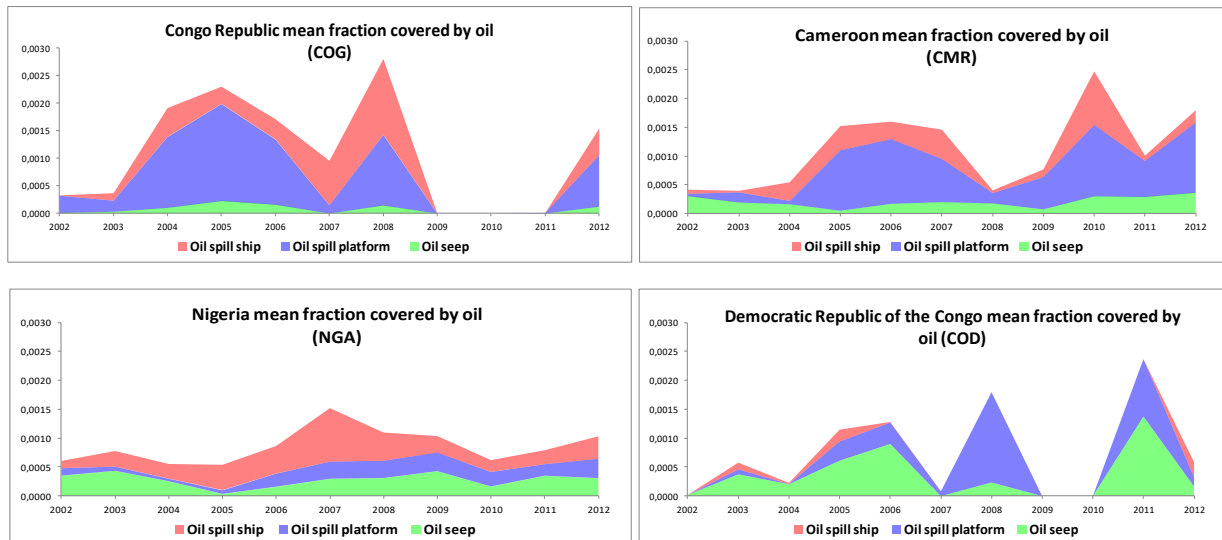 Congo Republic mean fraction covered by oil
(COG)
0,0030
0,0025
0,0020
0,0015
0,0010
0,0005
0,0000
2002 2003 2004 2005 2006 2007 2008 2009 2010 2011 2012
Oil spill ship Oil spill platform Oil seep
Cameroon mean fraction covered by oil
(CMR)
0,0030
0,0025
0,0020
0,0015
0,0010
0,0005
0,0000
2002 2003 2004 2005 2006 2007 2008 2009 2010 2011 2012
Oil spill ship Oil spill platform Oil seep
Nigeria mean fraction covered by oil
(NGA)
0,0030
0,0025
0,0020
0,0015
0,0010
0,0005
0,0000
2002 2003 2004 2005 2006 2007 2008 2009 2010 2011 2012
Oil spill ship Oil spill platform Oil seep
Democratic Republic of the Congo mean fraction covered by
oil (COD)
0,0030
0,0025
0,0020
0,0015
0,0010
0,0005
0,0000
2002 2003 2004 2005 2006 2007 2008 2009 2010 2011 2012
Oil spill ship Oil spill platform Oil seep